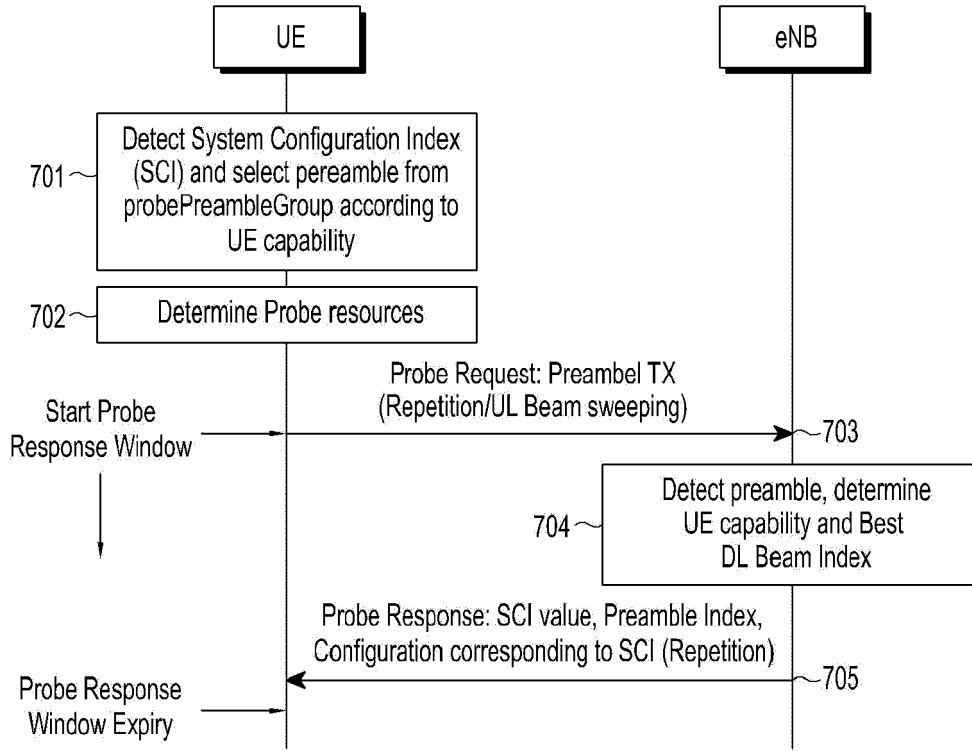 UE
eNB
Detect System Configuration Index
(SCI) and select pereamble from
probePreambleGroup according to
UE capability
701
Determine Probe resources
702
Probe Request: Preambel TX
(Repetition/UL Beam sweeping)
Start Probe
Response Window
703
Detect preamble, determine
UE capability and Best
DL Beam Index
704
Probe Response: SCI value, Preamble Index,
Configuration corresponding to SCI (Repetition)
705
Probe Response
Window Expiry